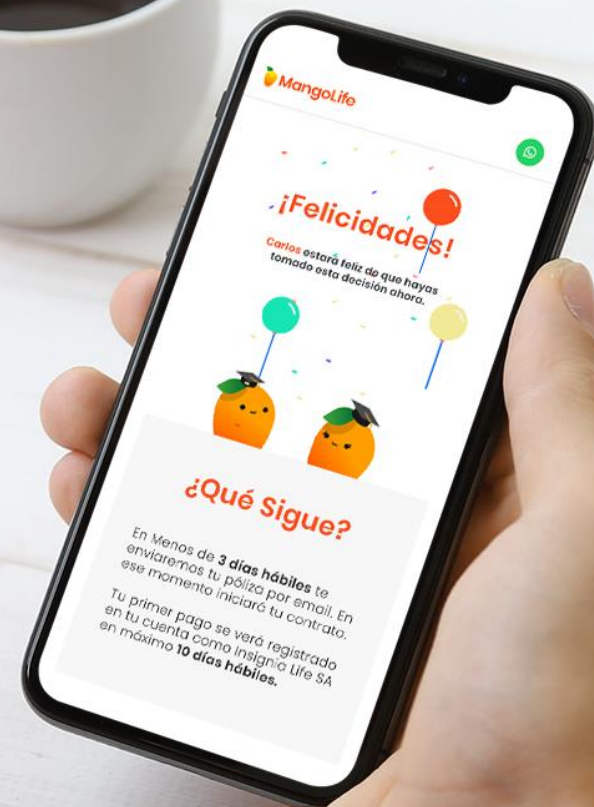 MangoLife
¡Felicidades!
Carlos estará feliz de que hayas
tomado esta decisión ahora.
¿Qué Sigue?
En Menos de 3 días hábiles te
enviaremos tu póliza por email. En
ese momento iniciará tu contrato.
Tu primer pago se verá registrado
en tu cuenta como Insignia Life SA
en máximo 10 días hábiles.